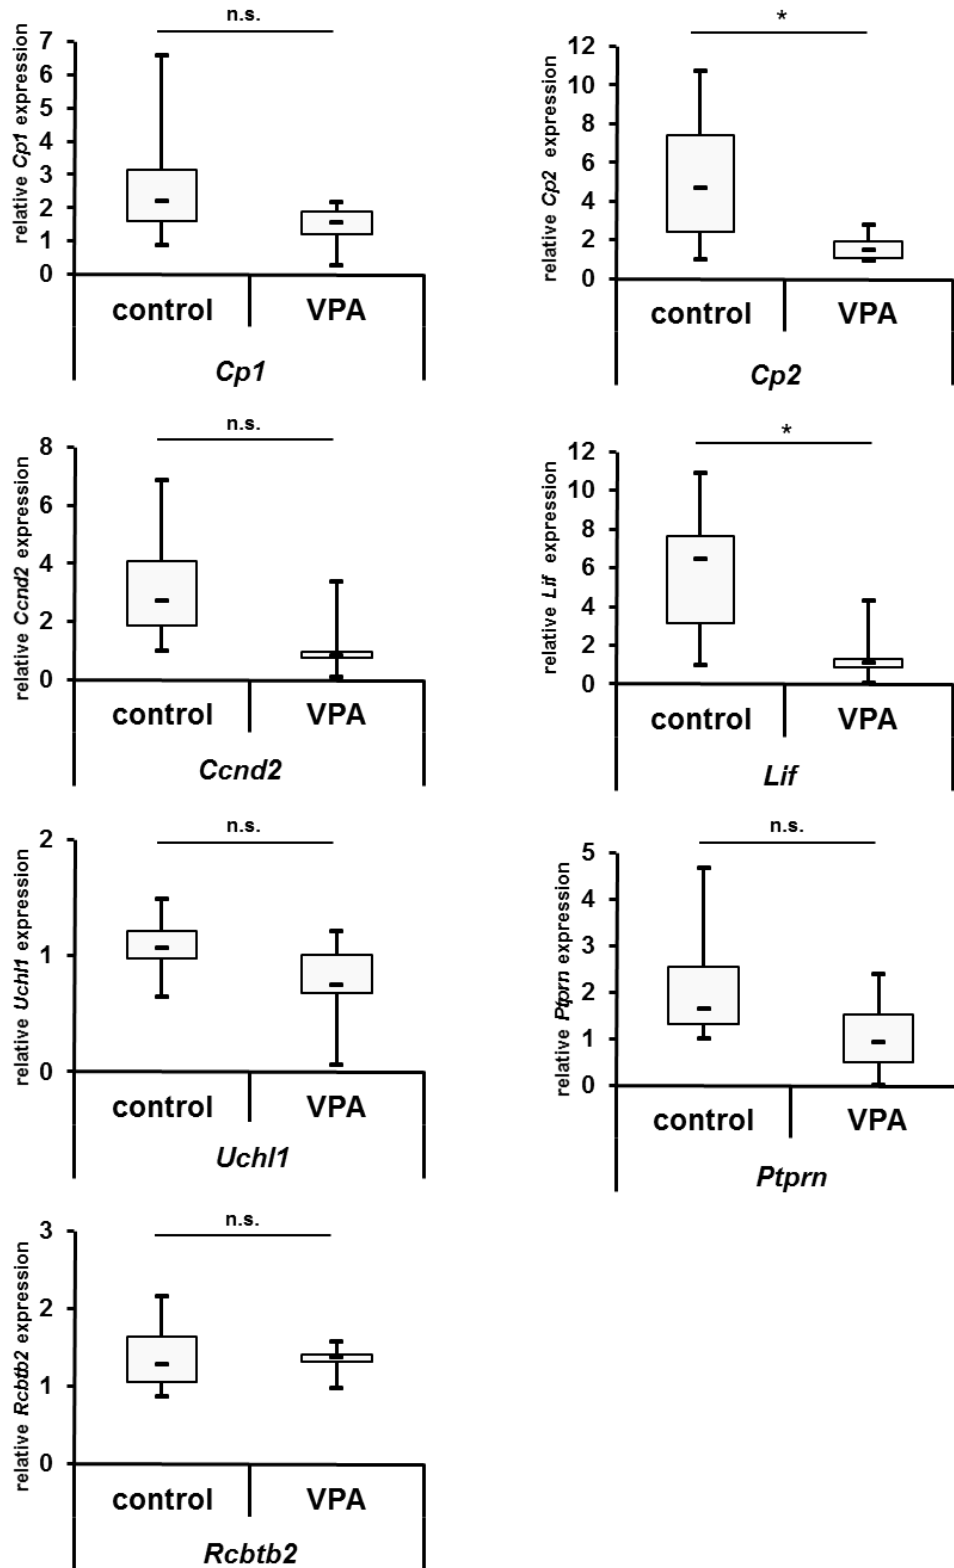 n.s.
relative Cp1 expression
7
6
5
4
3
2
1
0
control VPA
Cp1
*
relative Cp2 expression
12
10
8
6
4
2
0
control VPA
Cp2
n.s.
relative Ccnd2 expression
8
6
4
2
0
control VPA
Ccnd2
*
relative Lif expression
12
10
8
6
4
2
0
control VPA
Lif
n.s.
relative Uchl1 expression
2
1
0
control VPA
Uchl1
n.s.
relative Ptprn expression
5
4
3
2
1
0
control VPA
Ptprn
n.s.
relative Rcbtb2 expression
3
2
1
0
control VPA
Rcbtb2